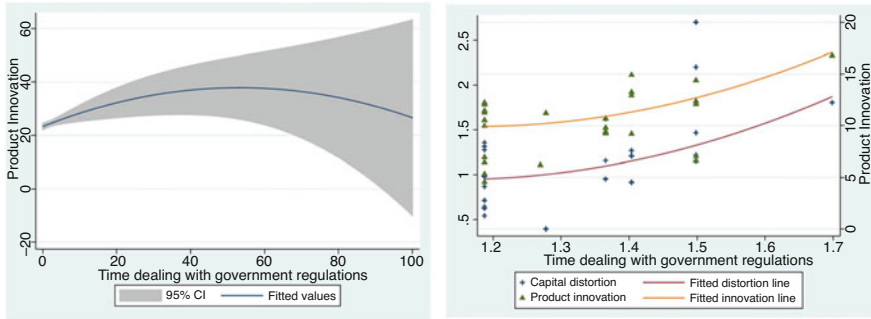 Product Innovation
60
40
20
0
−20
0
20
40
60
80
100
Time dealing with government regulations
95% CI
Fitted values
2.5
2
1.5
1
.5
20
15
10
5
0
Product Innovation
1.2
1.3
1.4
1.5
1.6
1.7
Time dealing with government regulations
Capital distortion
Fitted distortion line
Product innovation
Fitted innovation line